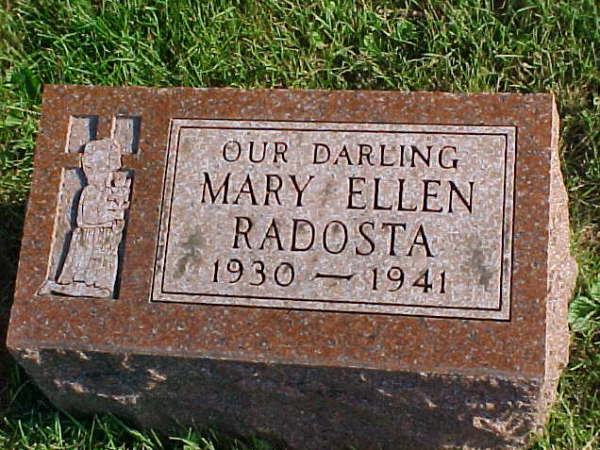 OUR DARLING
MARY ELLEN
RADOSTA
1930 — 1941